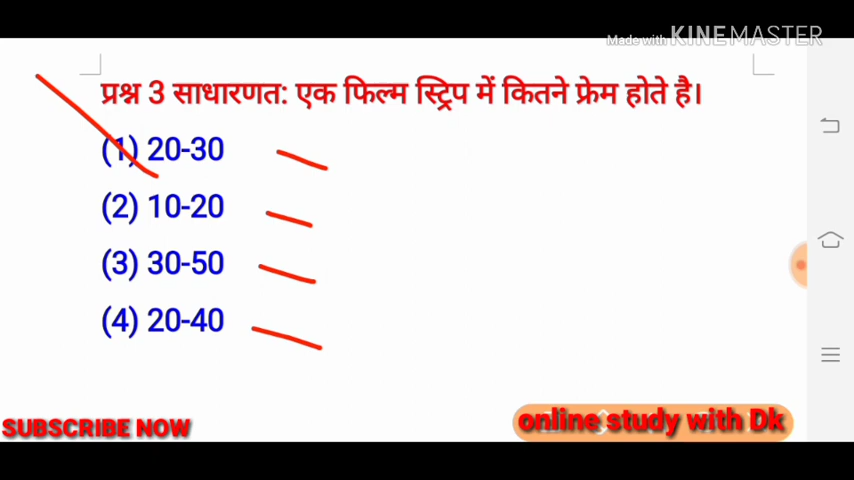 Made with KINEMASTER
प्रश्न 3 साधारणत: एक फिल्म स्ट्रिप में कितने फ्रेम होते है।
(1) 20-30
(2) 10-20
(3) 30-50
(4) 20-40
SUBSCRIBE NOW
online study with Dk